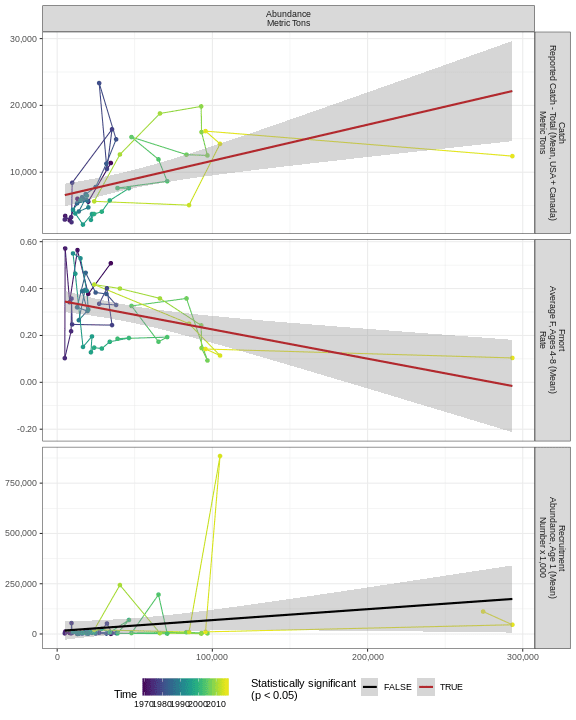 Abundance
Metric Tons
30,000
20,000
10,000
Catch
Reported Catch - Total (Mean, USA + Canada)
Metric Tons
0.60
0.40
0.20
0.00
-0.20
Fmort
Average F, Ages 4-8 (Mean)
Rate
750,000
500,000
250,000
0
Recruitment
Abundance, Age 1 (Mean)
Number x 1,000
0
100,000
200,000
300,000
Time
1970 1980 1990 2000 2010
Statistically significant
(p < 0.05)
FALSE
TRUE